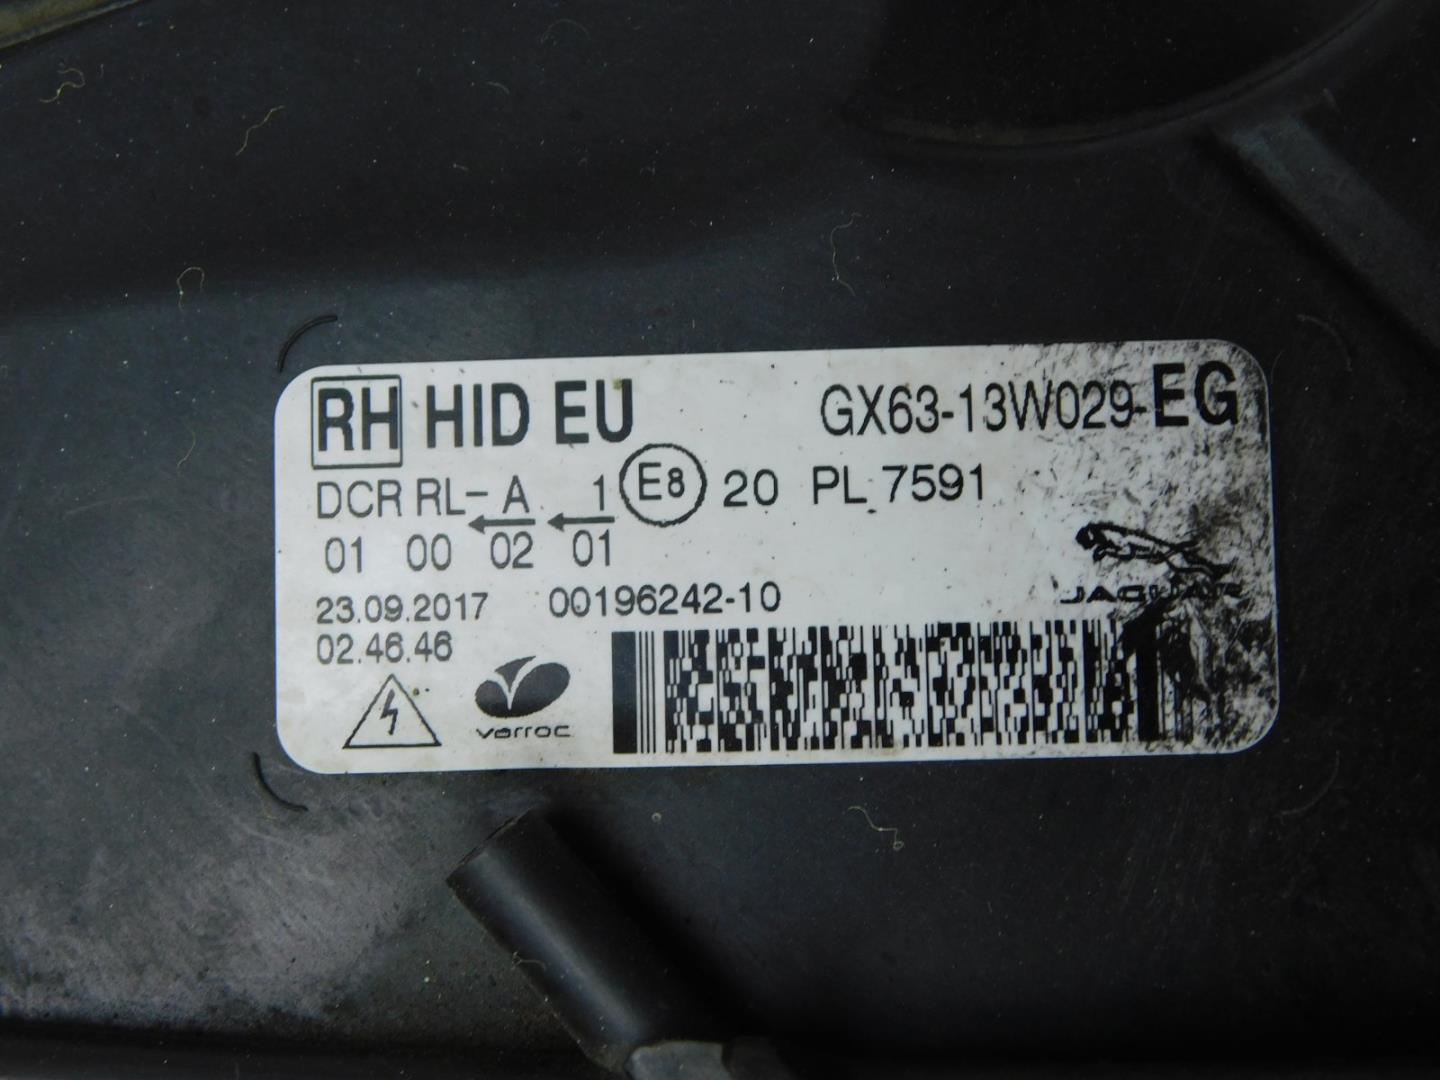 RH HID EU GX63-13W029-EG
DCR RL- A 1 E8 20 PL 7591
01 00 02 01
JAGUAR
23.09.2017 00196242-10
02.46.46
varroc